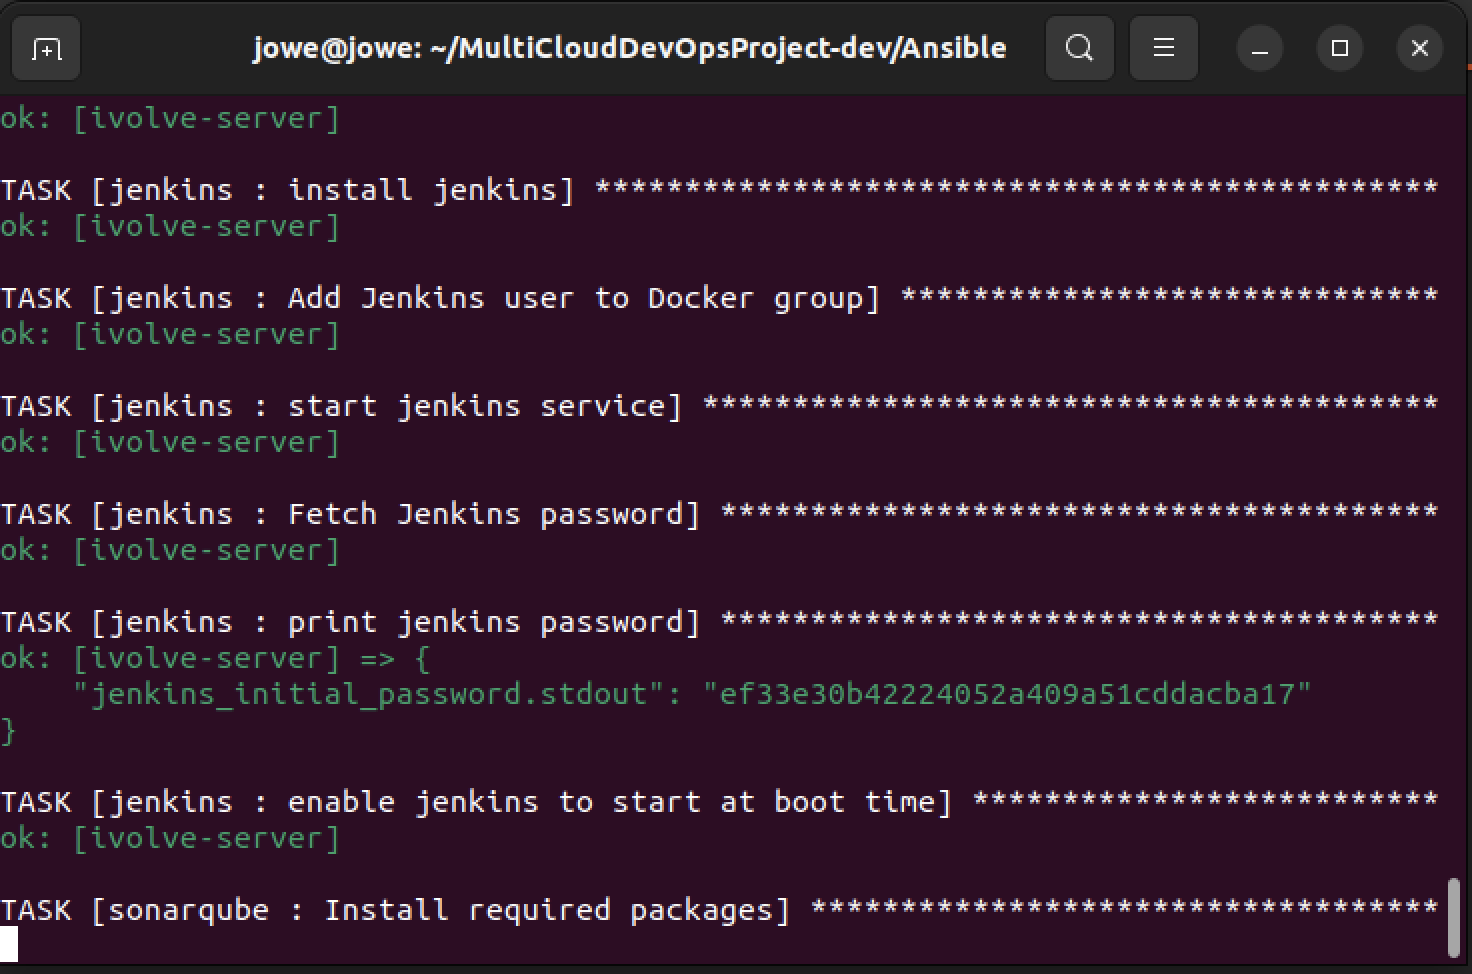 jowe@jowe: ~/MultiCloudDevOpsProject-dev/Ansible
ok: [ivolve-server]
TASK [jenkins : install jenkins] ***********************************************
ok: [ivolve-server]
TASK [jenkins : Add Jenkins user to Docker group] ******************************
ok: [ivolve-server]
TASK [jenkins : start jenkins service] *****************************************
ok: [ivolve-server]
TASK [jenkins : Fetch Jenkins password] ****************************************
ok: [ivolve-server]
TASK [jenkins : print jenkins password] ****************************************
ok: [ivolve-server] => {
    "jenkins_initial_password.stdout": "ef33e30b42224052a409a51cddacba17"
}
TASK [jenkins : enable jenkins to start at boot time] **************************
ok: [ivolve-server]
TASK [sonarqube : Install required packages] ***********************************